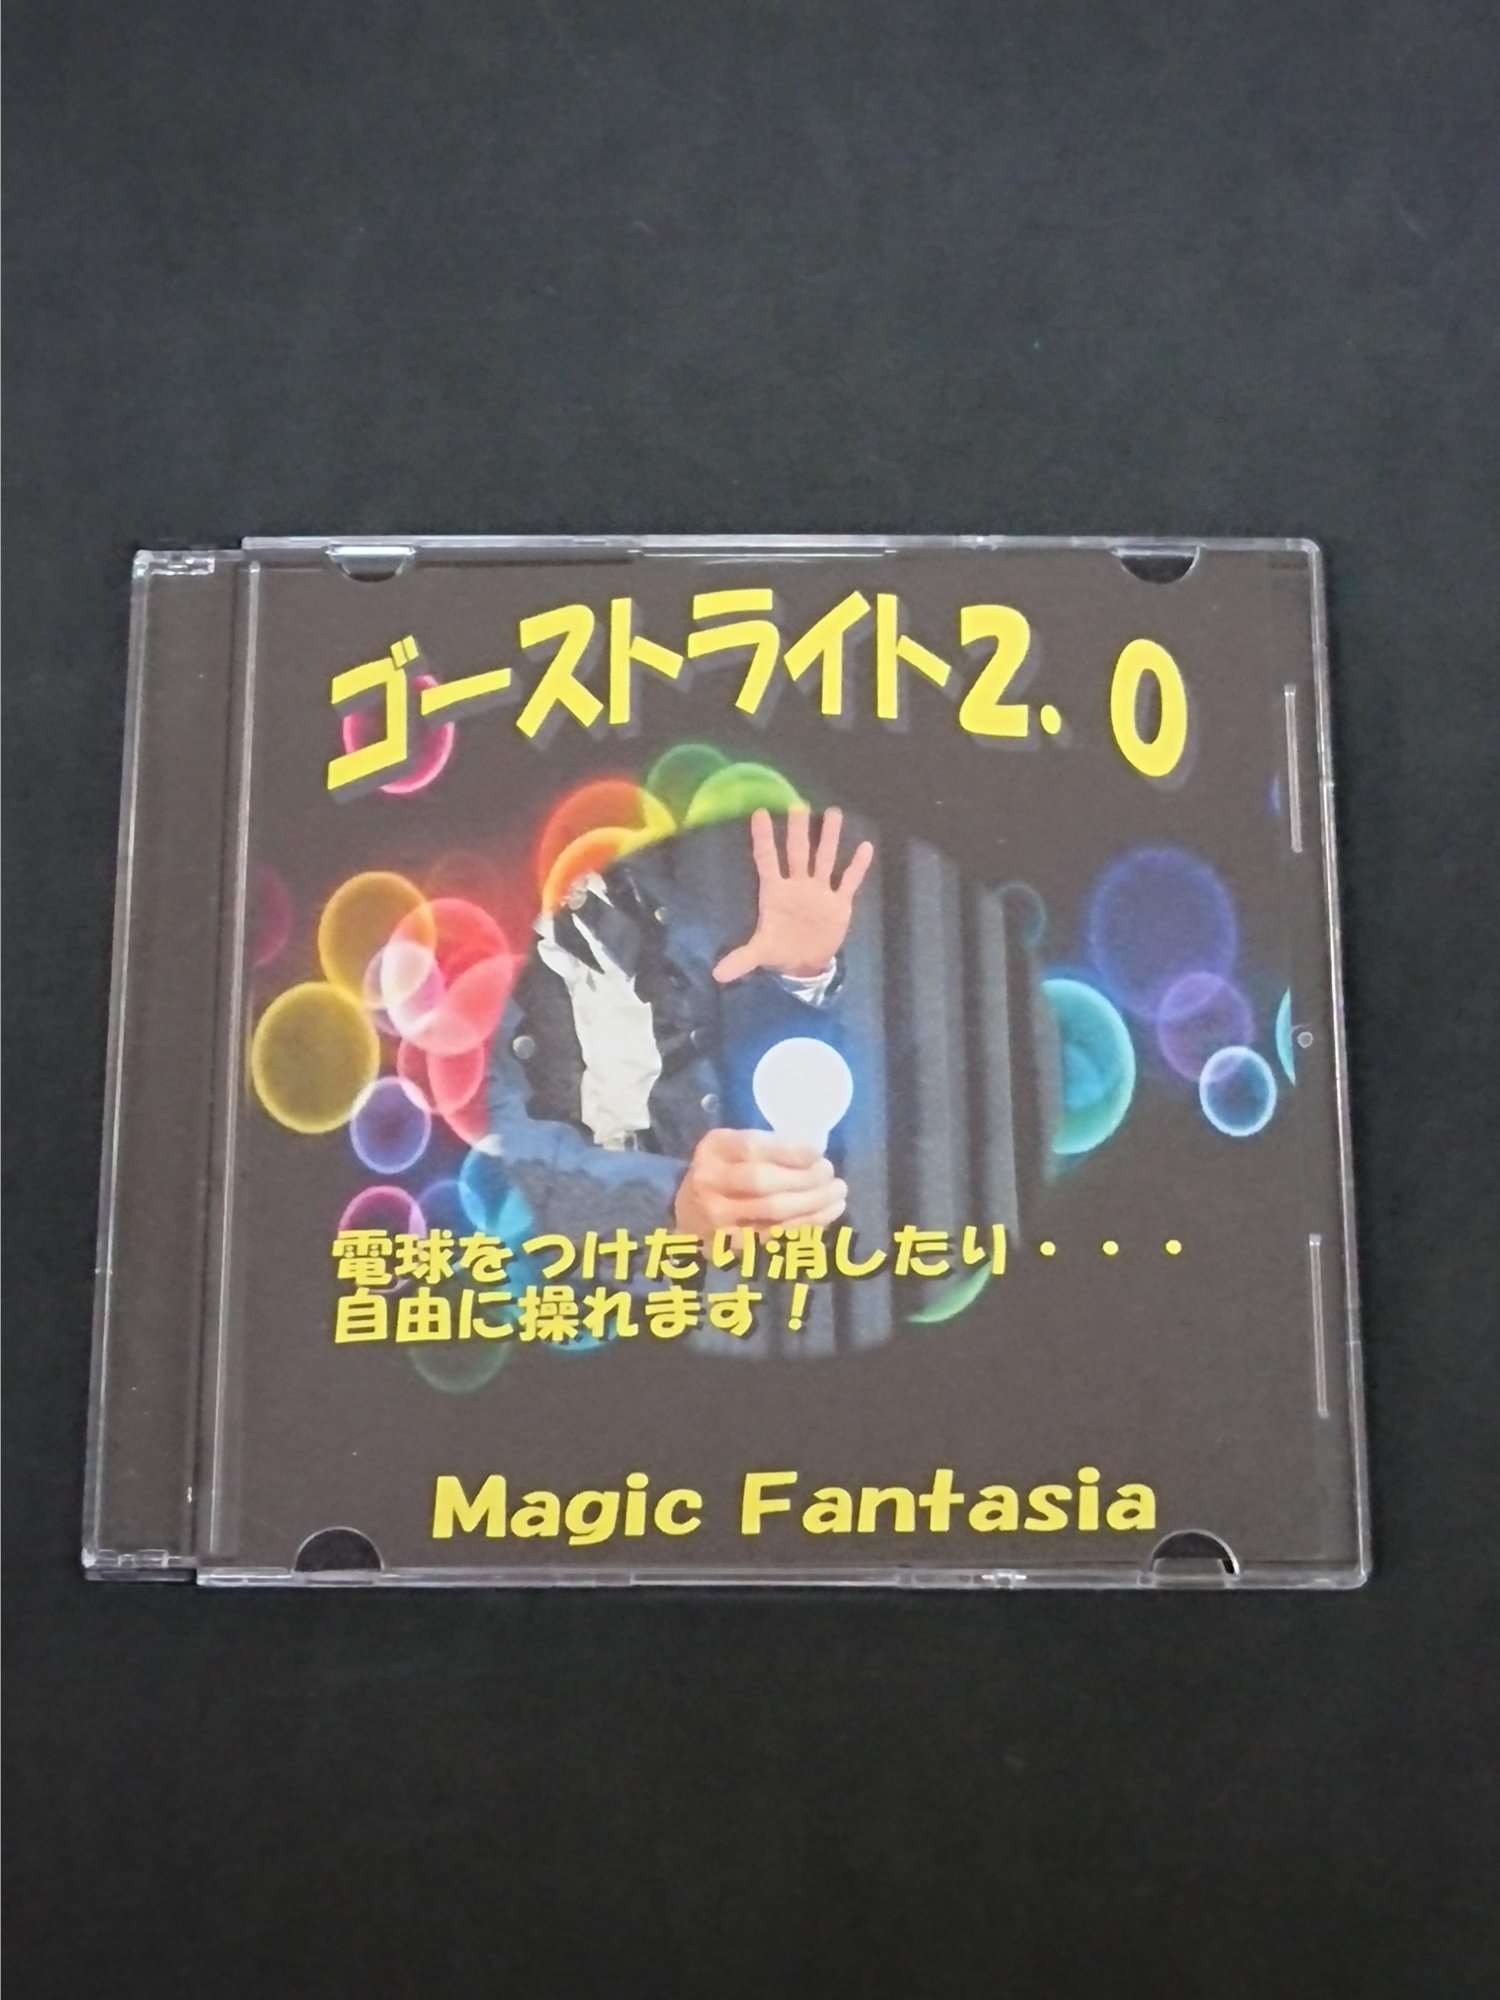 ゴーストライト2.0
電球をつけたり消したり・・・
自由に操れます！
Magic Fantasia